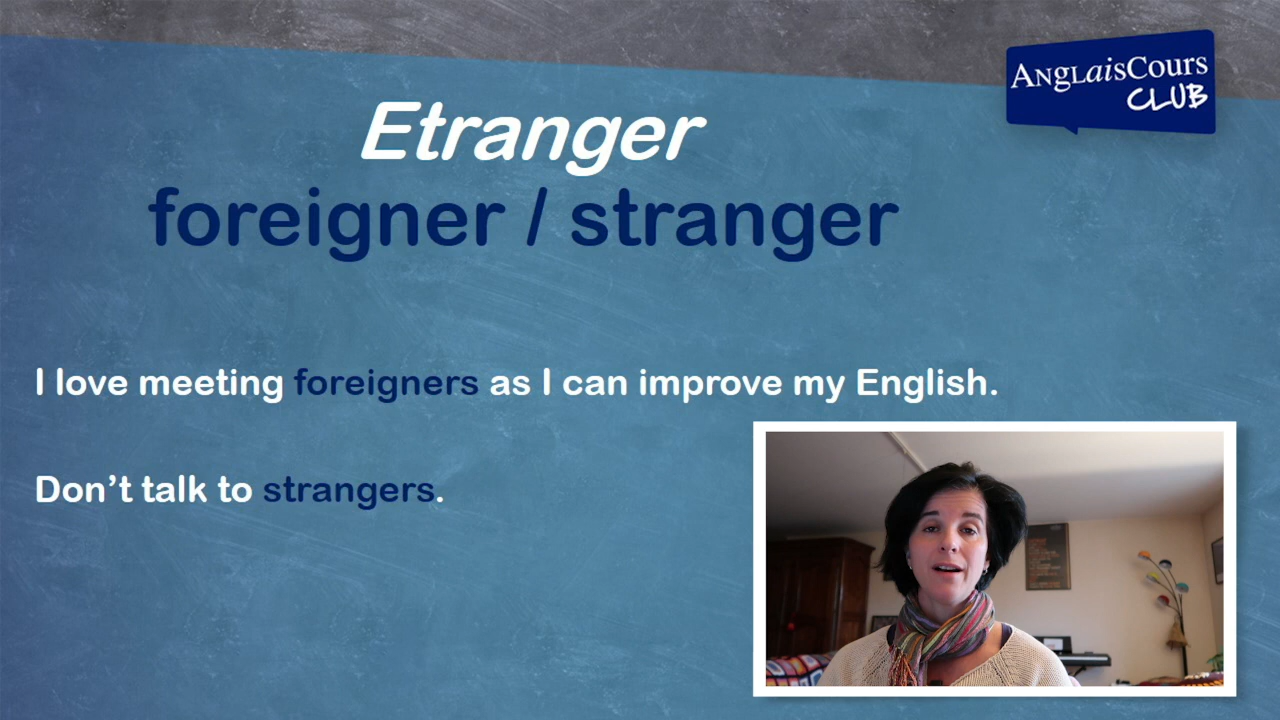 AnglaisCours
CLUB
Etranger
foreigner / stranger
I love meeting foreigners as I can improve my English.
Don’t talk to strangers.